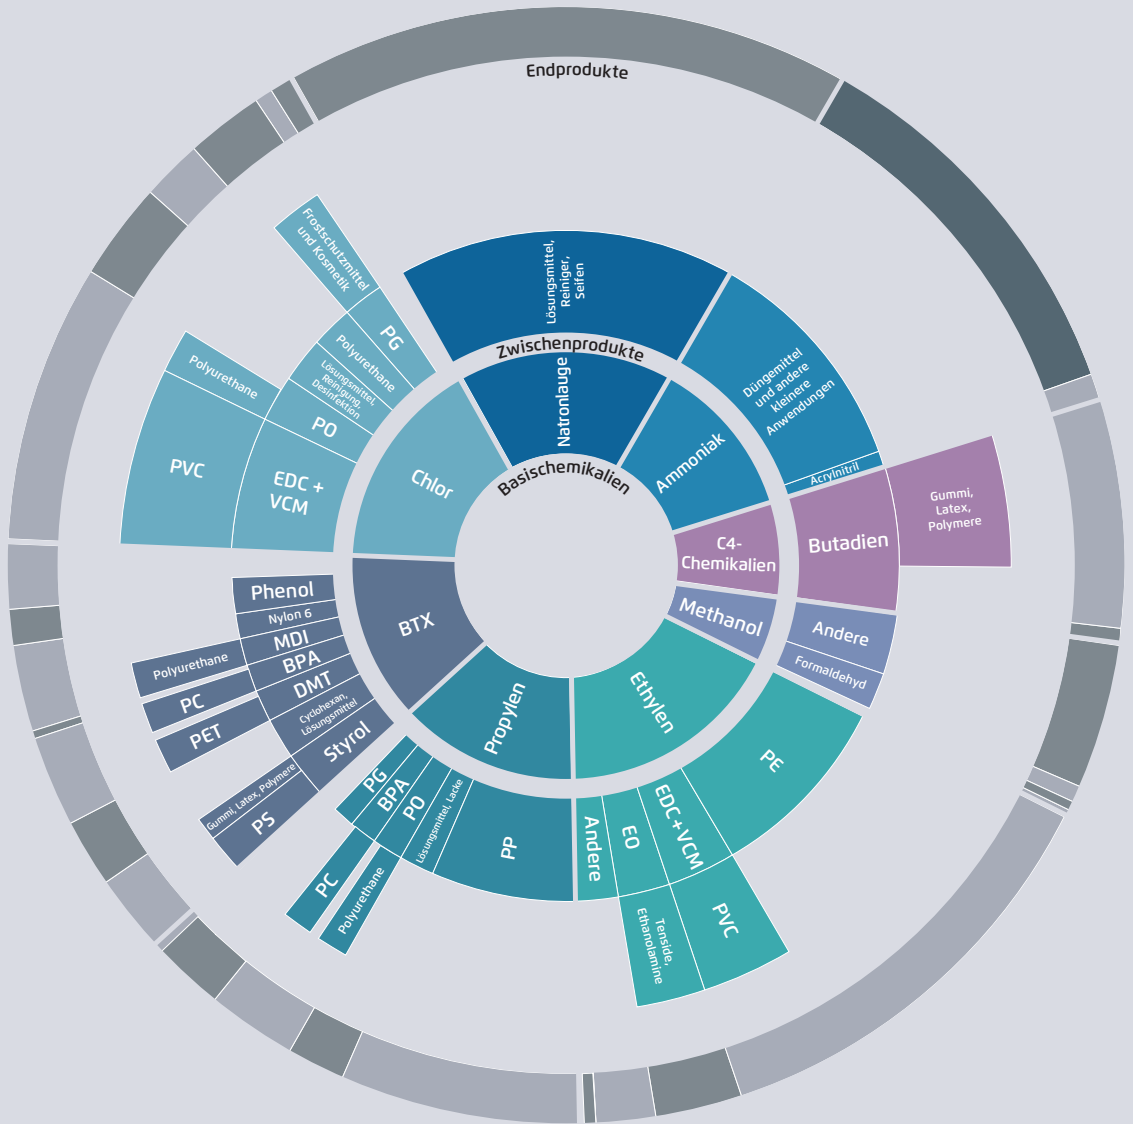 Endprodukte
Zwischenprodukte
Basischemikalien
Natronlauge
Lösungsmittel,
Reiniger,
Seifen
Ammoniak
Düngemittel
und andere
kleinere
Anwendungen
Acrylnitril
C4-
Chemikalien
Butadien
Gummi,
Latex,
Polymere
Methanol
Andere
Formaldehyd
Ethylen
PE
EDC + VCM
PVC
EO
Tenside,
Ethanolamine
Andere
Propylen
PP
Lösungsmittel, Lacke
PO
Polyurethane
BPA
PC
PG
BTX
Styrol
PS
Gummi, Latex, Polymere
Cyclohexan,
Lösungsmittel
DMT
PET
BPA
PC
MDI
Polyurethane
Nylon 6
Phenol
Chlor
EDC +
VCM
PVC
Polyurethane
PO
Lösungsmittel,
Reinigung,
Desinfektion
Polyurethane
PG
Frostschutzmittel
und Kosmetik